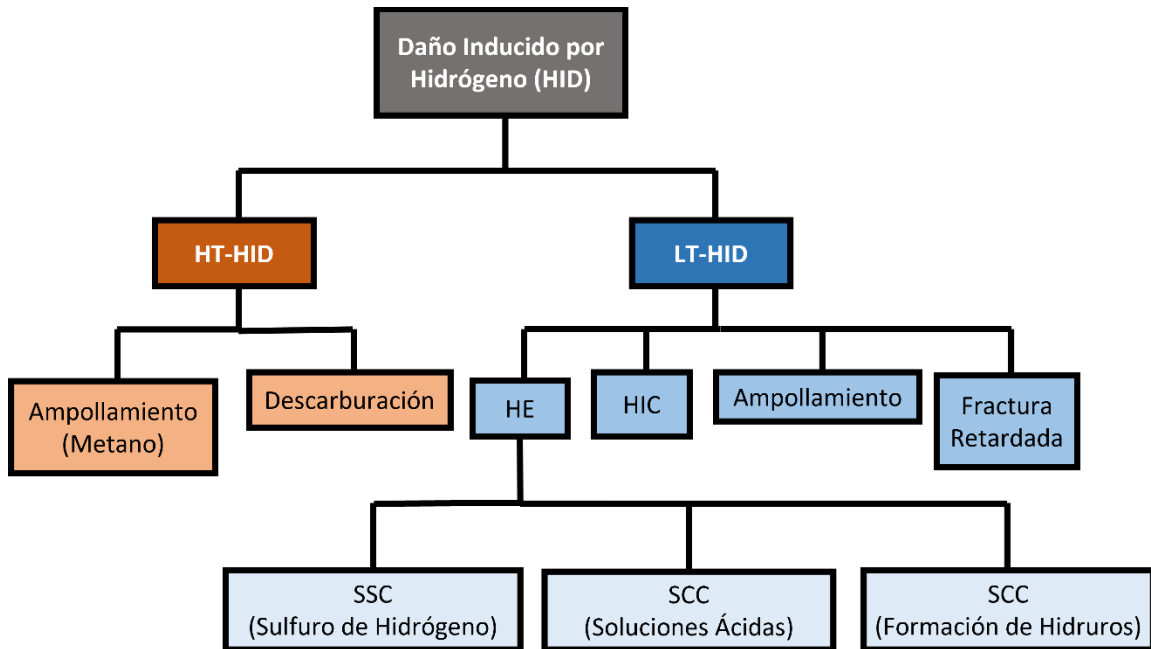 Daño Inducido por
Hidrógeno (HID)
HT-HID
LT-HID
Ampollamiento
(Metano)
Descarburación
HE
HIC
Ampollamiento
Fractura
Retardada
SSC
(Sulfuro de Hidrógeno)
SCC
(Soluciones Ácidas)
SCC
(Formación de Hidruros)